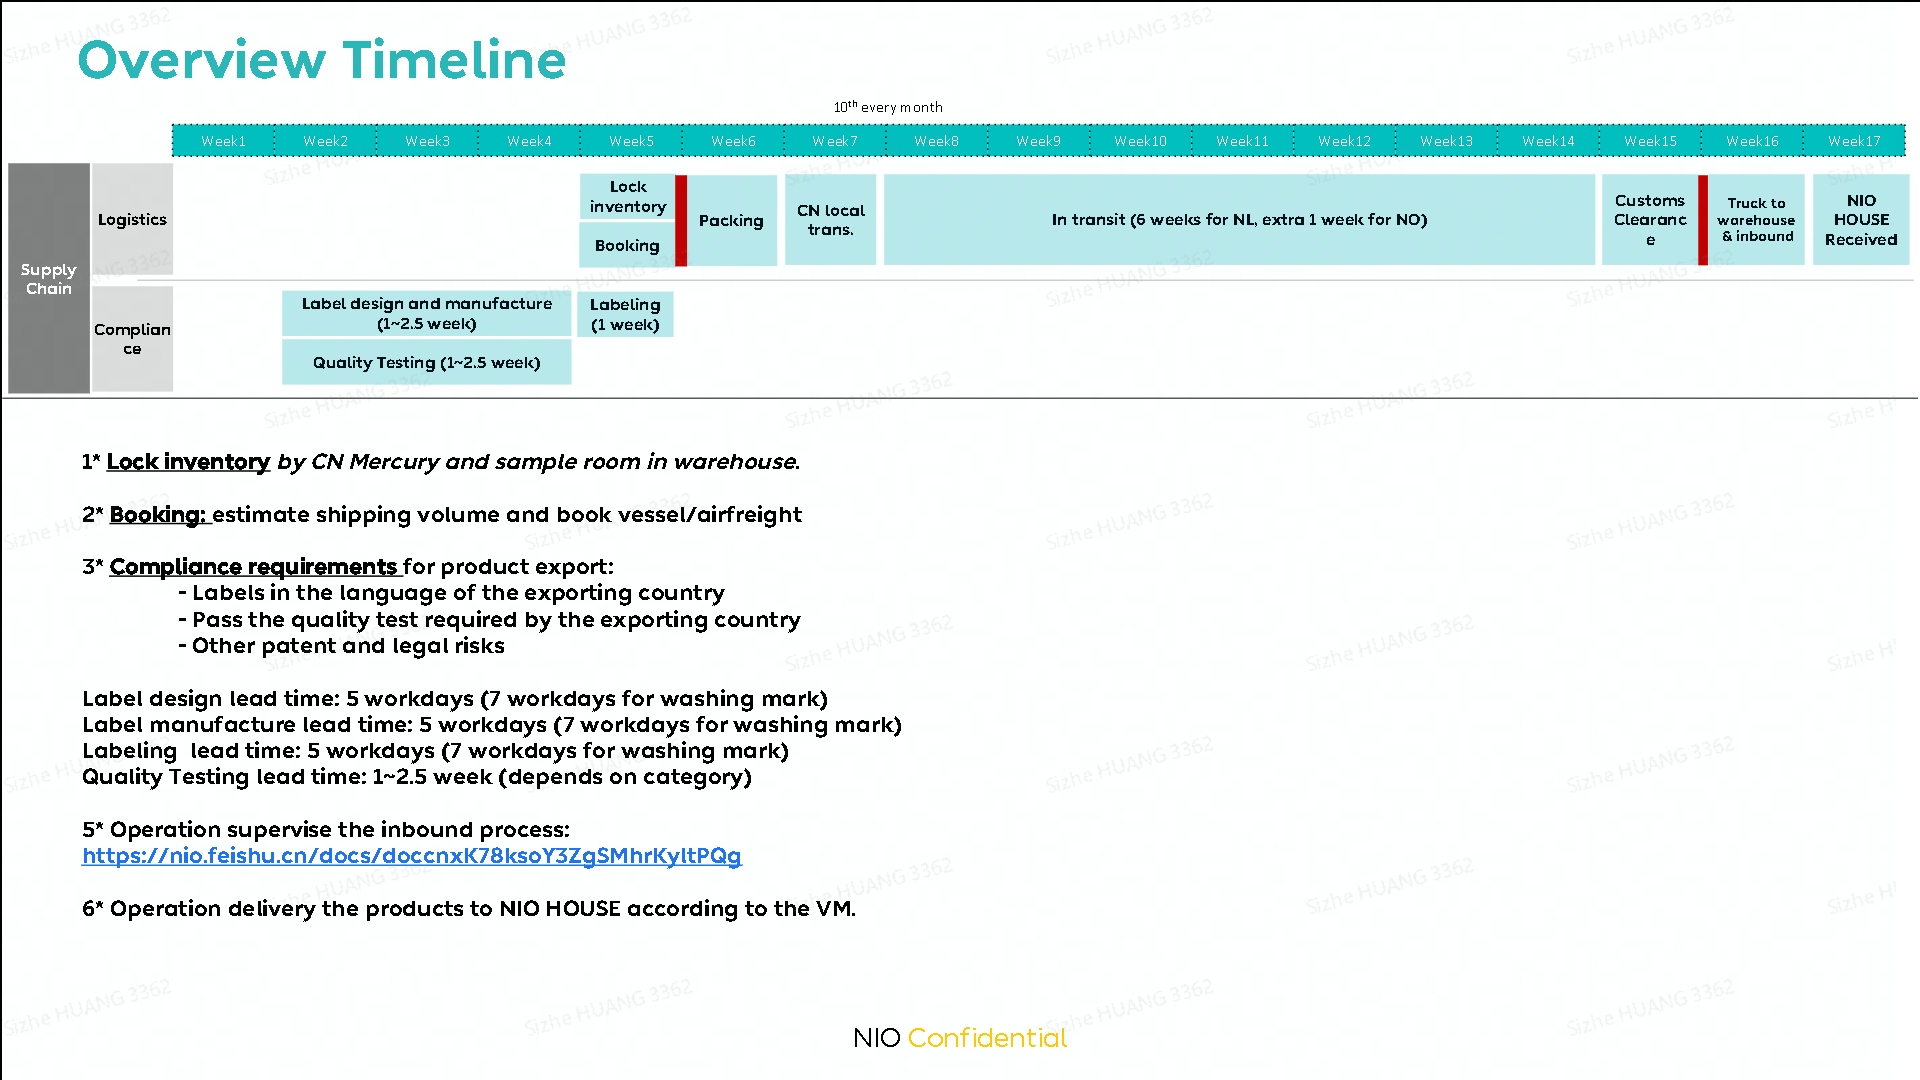 Overview Timeline
10th every month
Week1 Week2 Week3 Week4 Week5 Week6 Week7 Week8 Week9 Week10 Week11 Week12 Week13 Week14 Week15 Week16 Week17
Supply
Chain
Logistics
Lock
inventory
Booking
Packing
CN local
trans.
In transit (6 weeks for NL, extra 1 week for NO)
Customs
Clearanc
e
Truck to
warehouse
& inbound
NIO
HOUSE
Received
Complian
ce
Label design and manufacture
(1~2.5 week)
Labeling
(1 week)
Quality Testing (1~2.5 week)
1* Lock inventory by CN Mercury and sample room in warehouse.
2* Booking: estimate shipping volume and book vessel/airfreight
3* Compliance requirements for product export:
- Labels in the language of the exporting country
- Pass the quality test required by the exporting country
- Other patent and legal risks
Label design lead time: 5 workdays (7 workdays for washing mark)
Label manufacture lead time: 5 workdays (7 workdays for washing mark)
Labeling  lead time: 5 workdays (7 workdays for washing mark)
Quality Testing lead time: 1~2.5 week (depends on category)
5* Operation supervise the inbound process:
https://nio.feishu.cn/docs/doccnxK78ksoY3ZgSMhrKyltPQg
6* Operation delivery the products to NIO HOUSE according to the VM.
NIO Confidential
Sizhe HUANG 3362